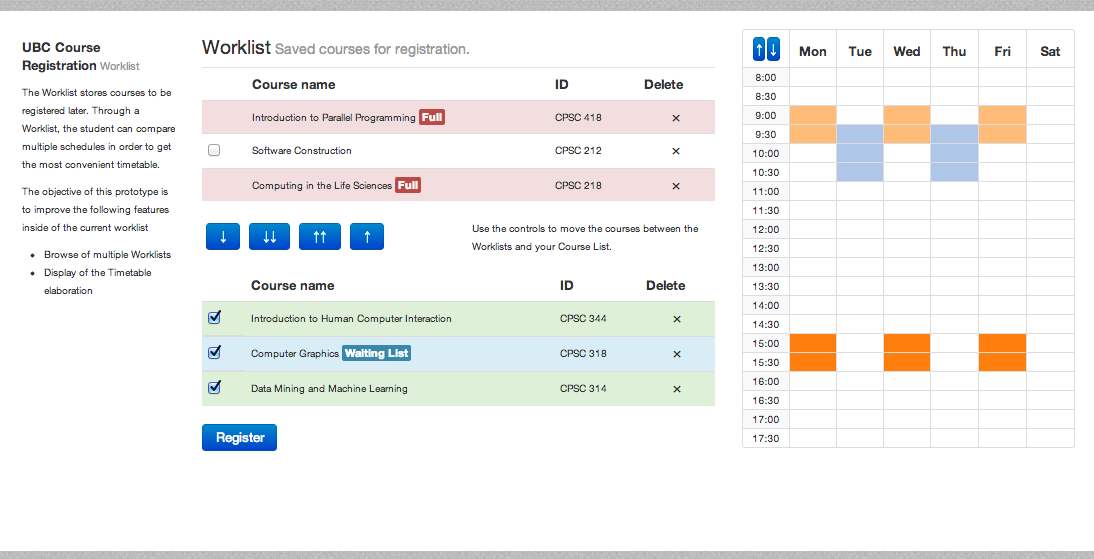 UBC Course
Registration Worklist
The Worklist stores courses to be
registered later. Through a
Worklist, the student can compare
multiple schedules in order to get
the most convenient timetable.
The objective of this prototype is
to improve the following features
inside of the current worklist
• Browse of multiple Worklists
• Display of the Timetable
elaboration
Worklist Saved courses for registration.
Course name ID Delete
Introduction to Parallel Programming Full CPSC 418 ×
Software Construction CPSC 212 ×
Computing in the Life Sciences Full CPSC 218 ×
↓ ↓↓ ↑↑ ↑
Use the controls to move the courses between the
Worklists and your Course List.
Course name ID Delete
Introduction to Human Computer Interaction CPSC 344 ×
Computer Graphics Waiting List CPSC 318 ×
Data Mining and Machine Learning CPSC 314 ×
Register
↑ ↓ Mon Tue Wed Thu Fri Sat
8:00
8:30
9:00
9:30
10:00
10:30
11:00
11:30
12:00
12:30
13:00
13:30
14:00
14:30
15:00
15:30
16:00
16:30
17:00
17:30